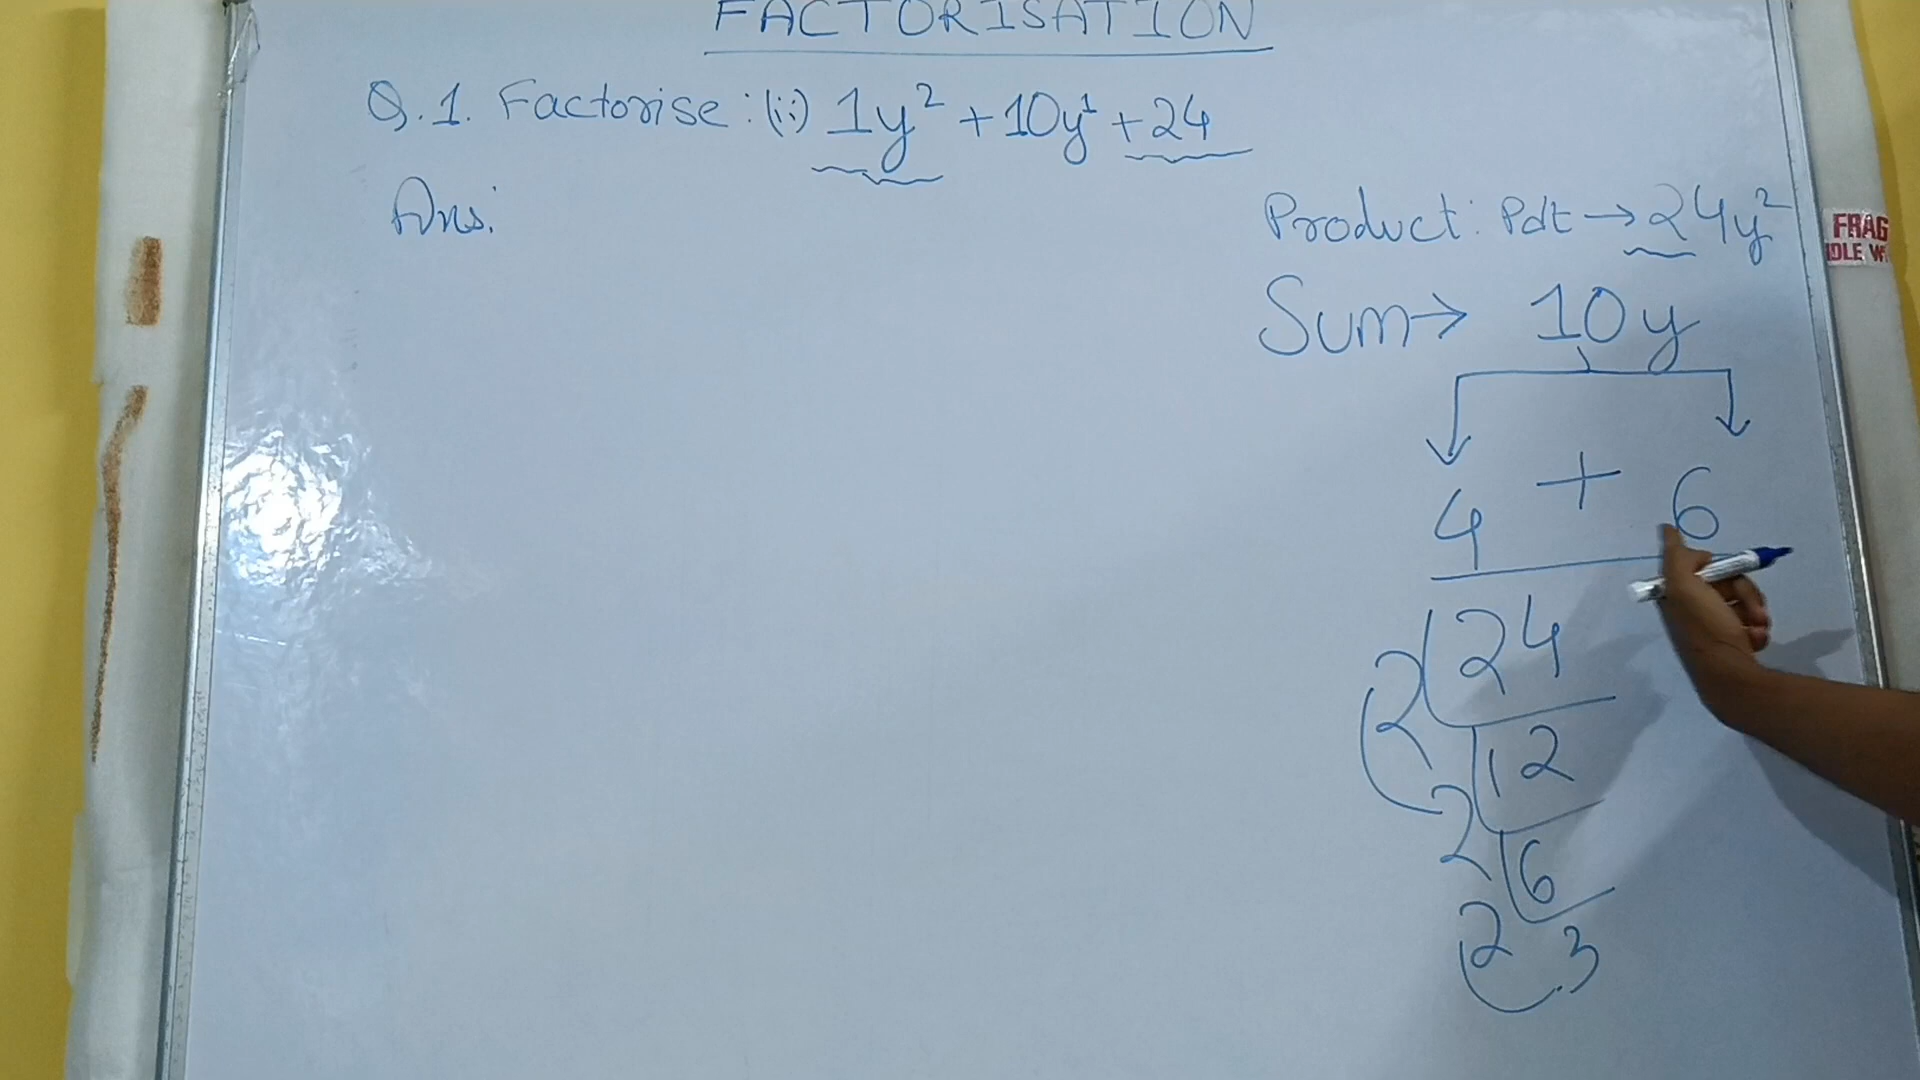 FACTORISATION
Q.1. Factorise: (ii) 1y² + 10y¹ + 24
Ans:
Product: Pdt → 24y²
Sum → 10y
4 + 6
2 24
2 12
2 6
3
FRAG
DLE W